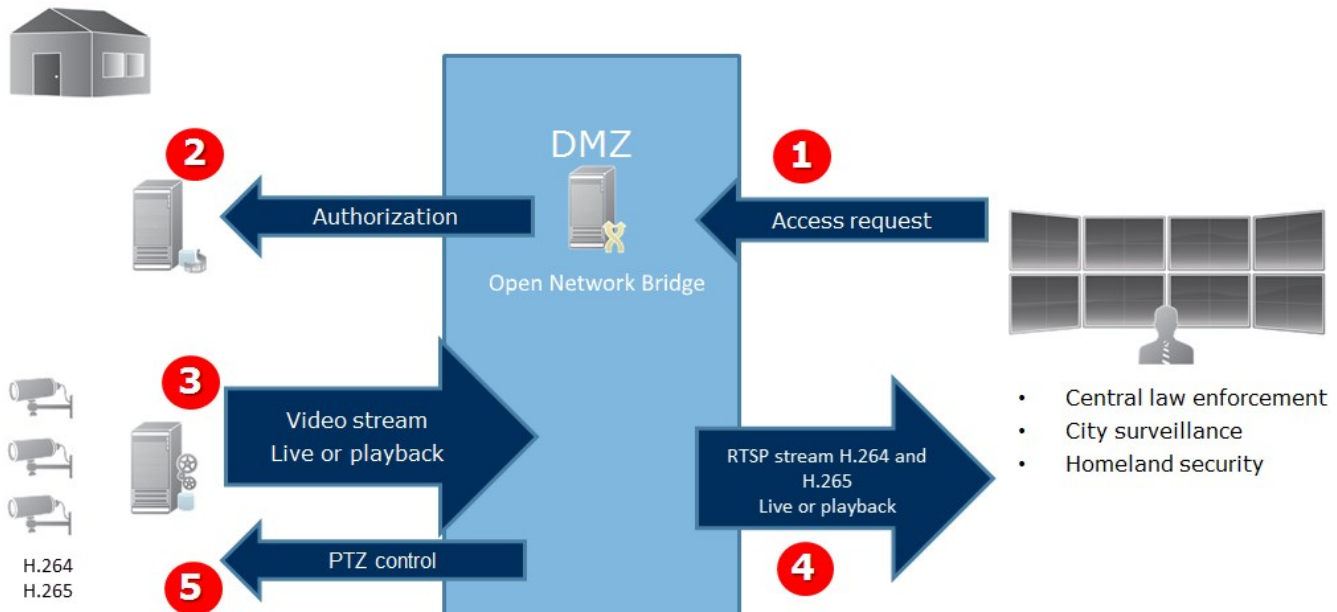 DMZ
Open Network Bridge
1
Access request
2
Authorization
3
Video stream
Live or playback
RTSP stream H.264 and
H.265
Live or playback
4
PTZ control
5
H.264
H.265
• Central law enforcement
• City surveillance
• Homeland security